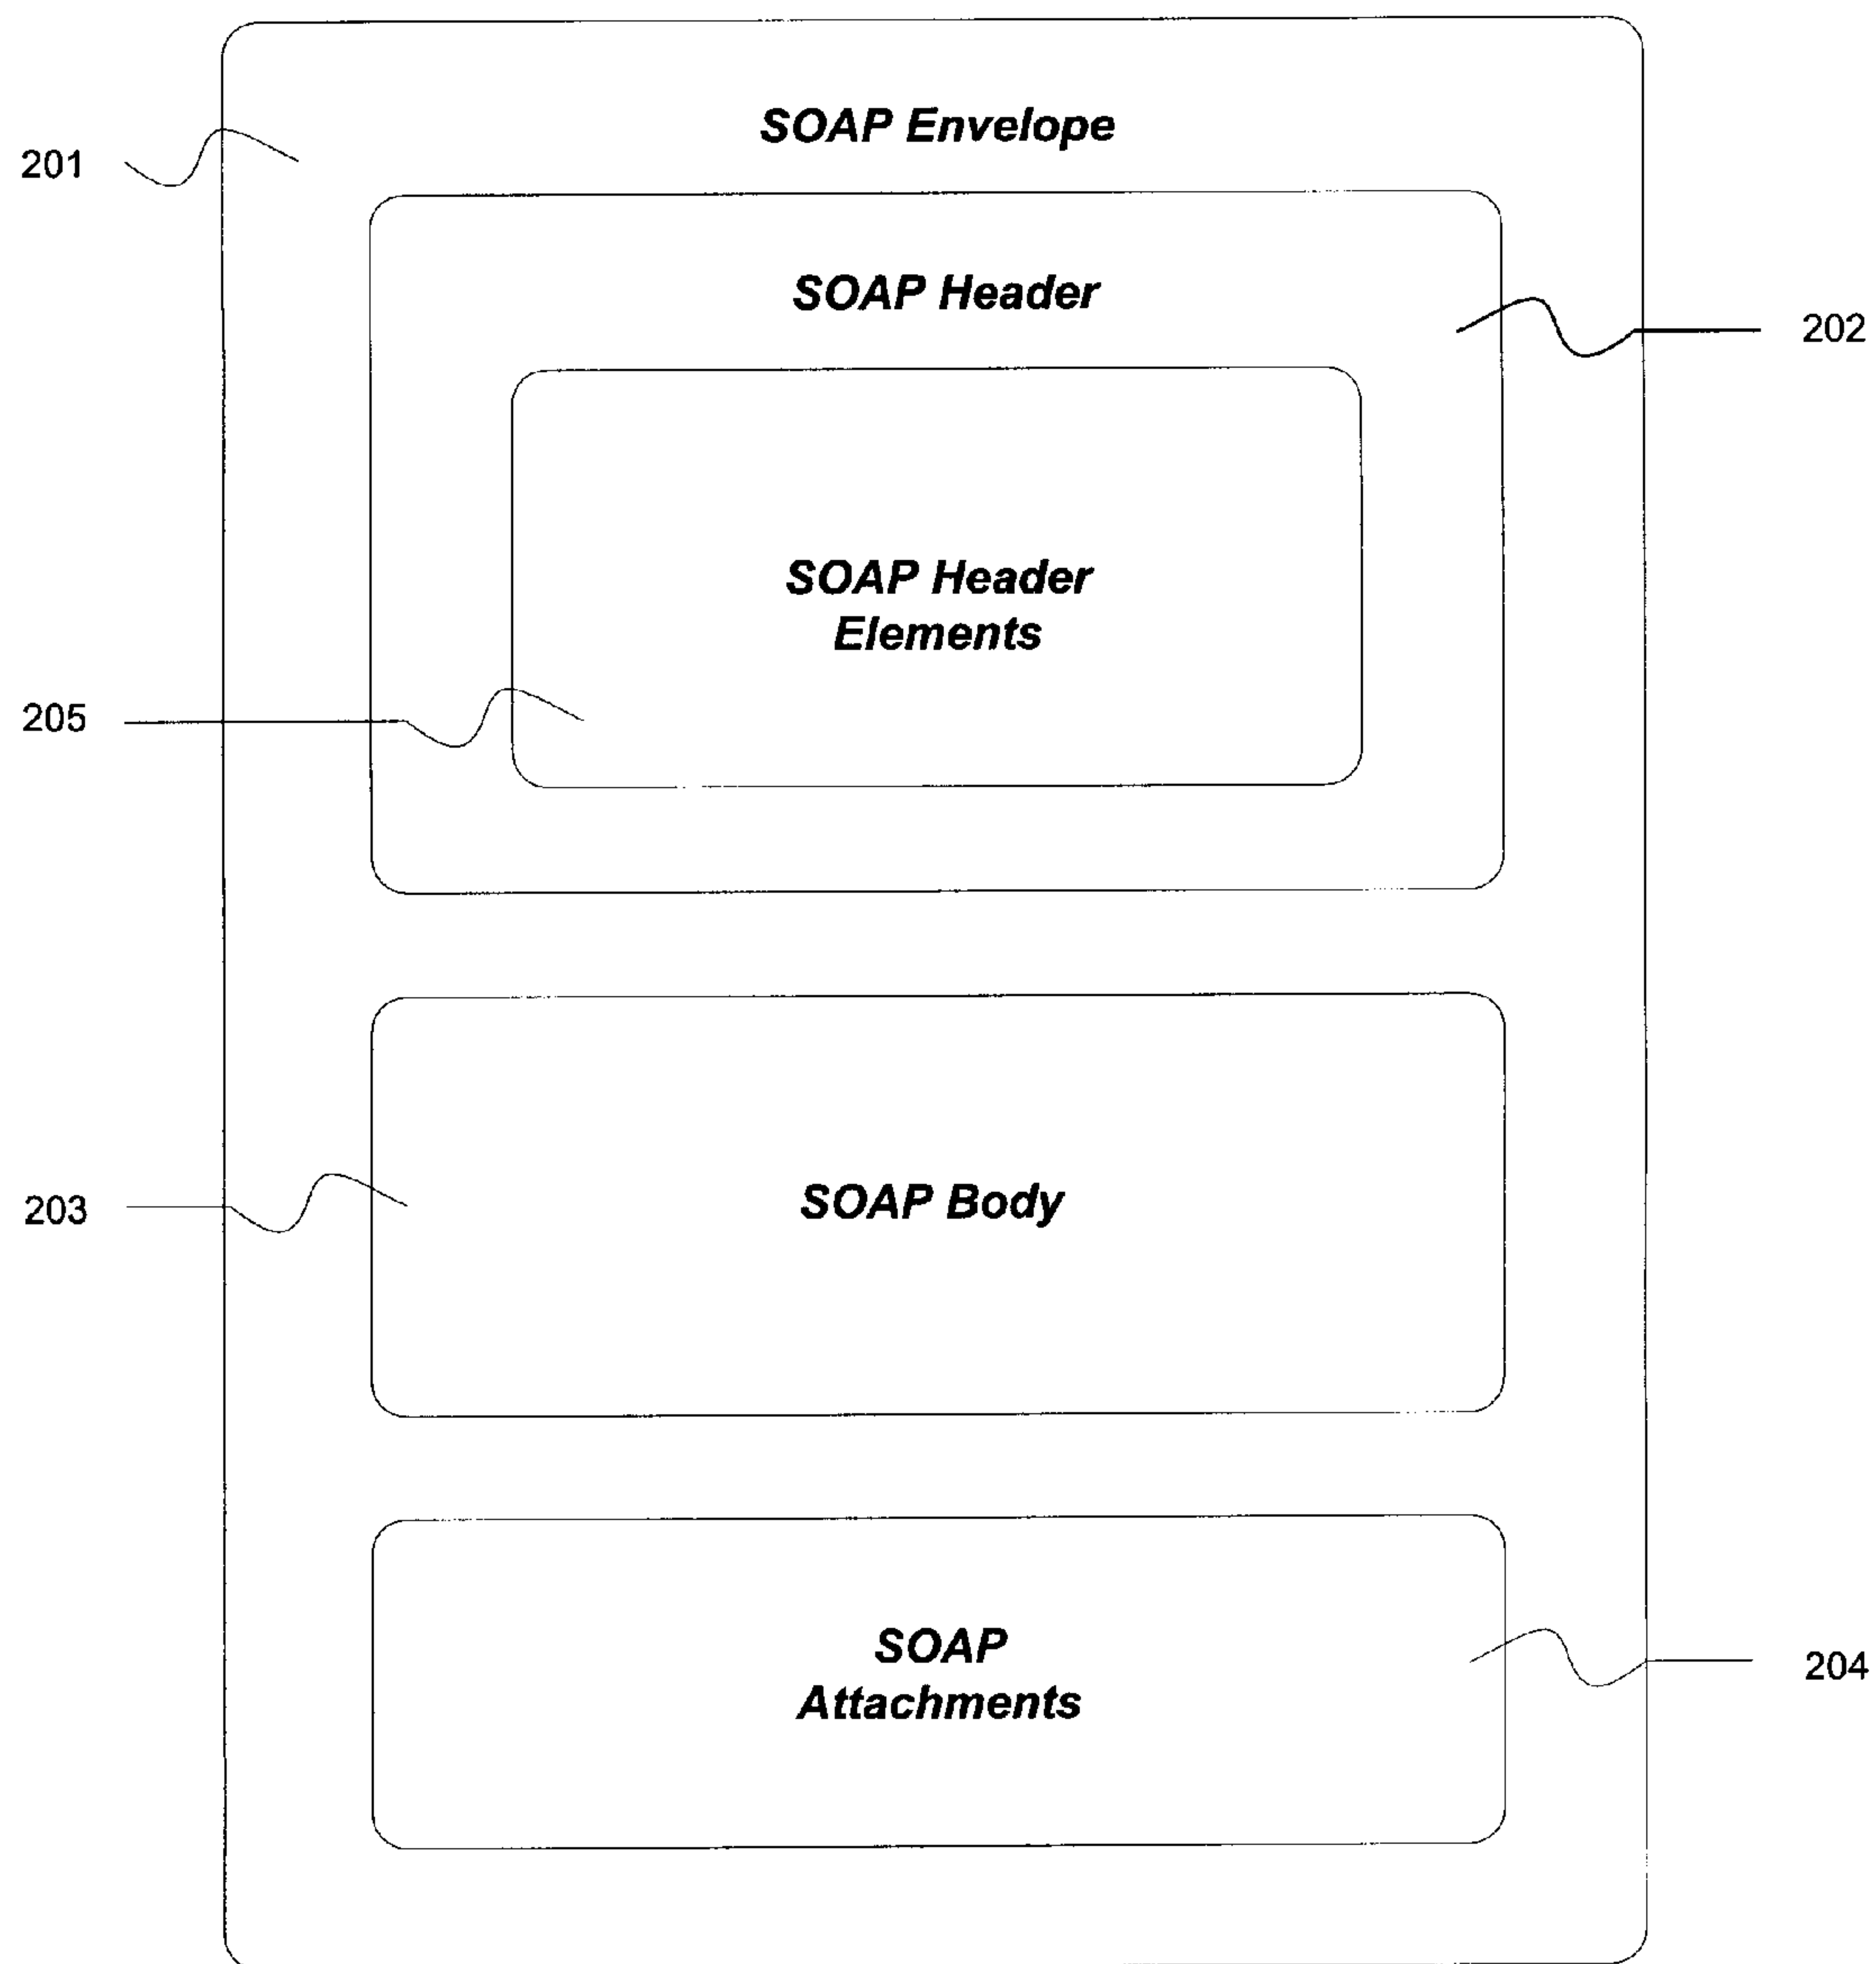 SOAP Envelope
201
SOAP Header
202
SOAP Header
Elements
205
SOAP Body
203
SOAP
Attachments
204